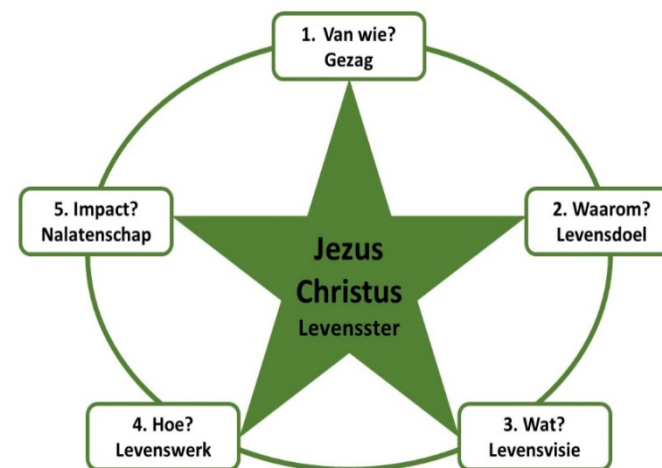 1. Van wie?
Gezag
5. Impact?
Nalatenschap
2. Waarom?
Levensdoel
Jezus
Christus
Levensster
4. Hoe?
Levenswerk
3. Wat?
Levensvisie